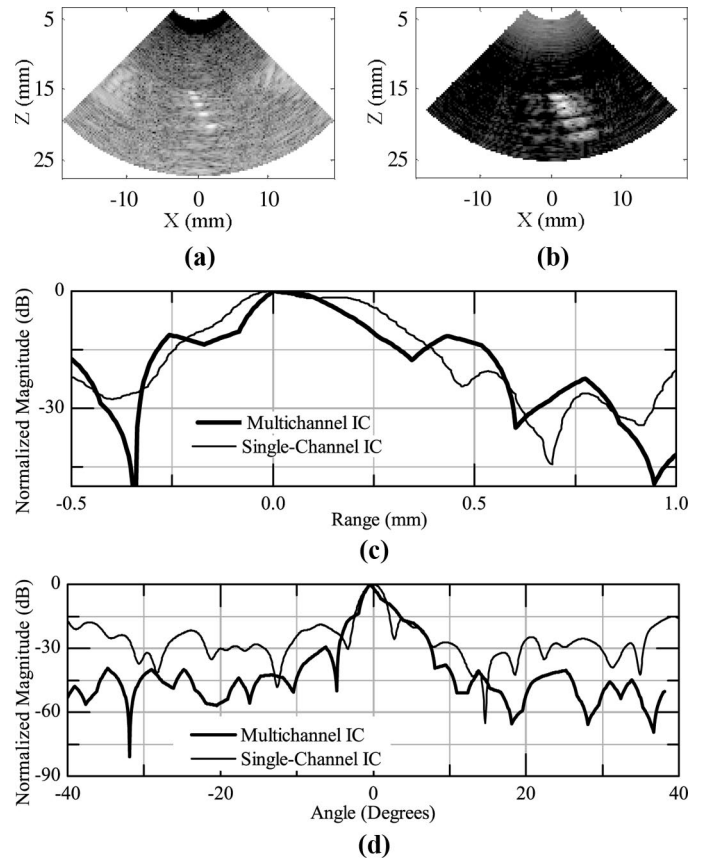 5
15
25
Z (mm)
-10 0 10
X (mm)
(a)
5
15
25
Z (mm)
-10 0 10
X (mm)
(b)
0
-30
Normalized Magnitude (dB)
Multichannel IC
Single-Channel IC
-0.5 0.0 0.5 1.0
Range (mm)
(c)
0
-30
-60
-90
Normalized Magnitude (dB)
Multichannel IC
Single-Channel IC
-40 -20 0 20 40
Angle (Degrees)
(d)